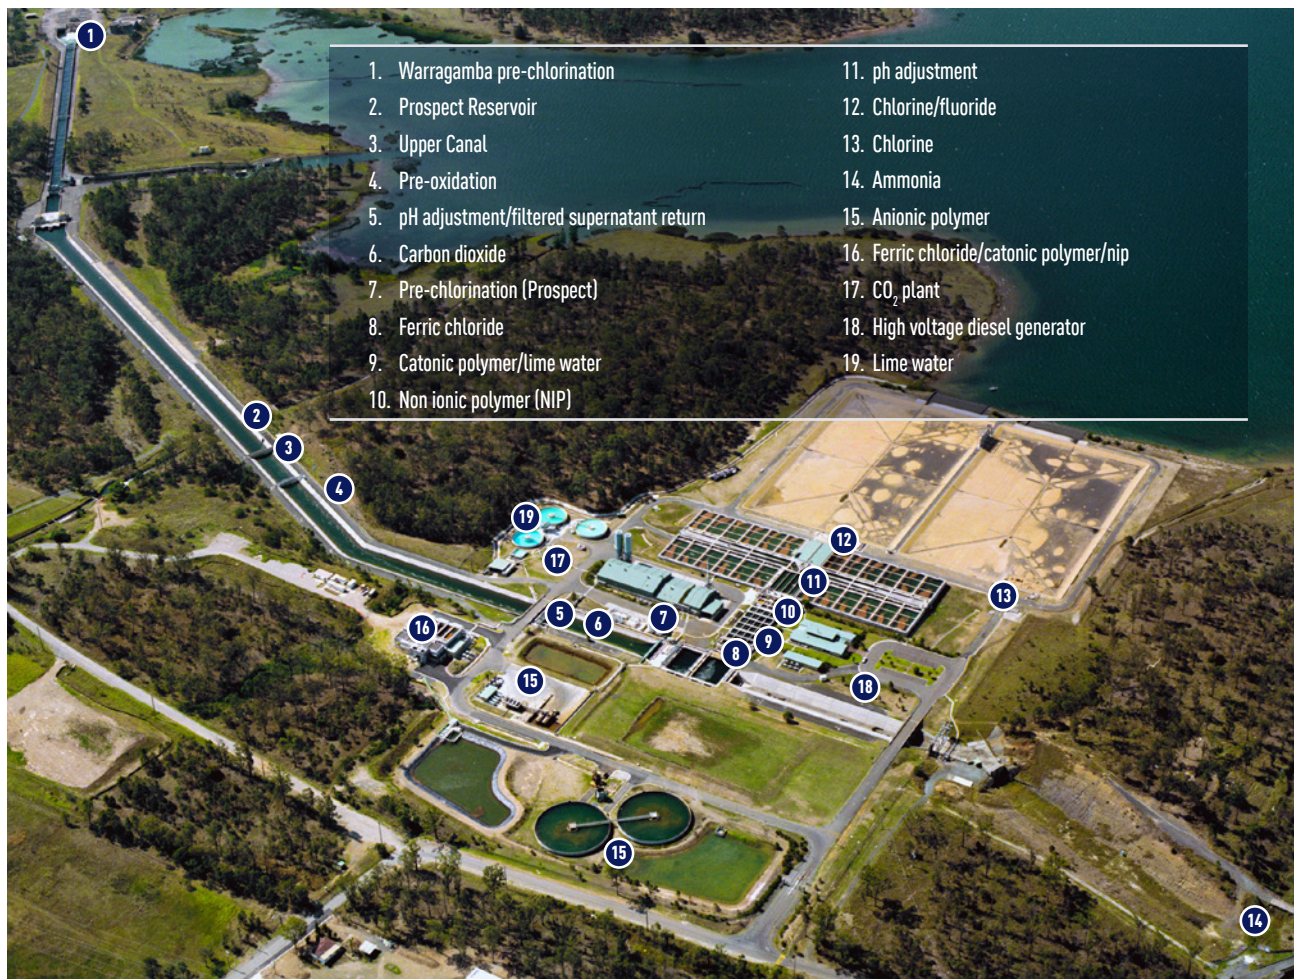 1. Warragamba pre-chlorination
2. Prospect Reservoir
3. Upper Canal
4. Pre-oxidation
5. pH adjustment/filtered supernatant return
6. Carbon dioxide
7. Pre-chlorination (Prospect)
8. Ferric chloride
9. Catonic polymer/lime water
10. Non ionic polymer (NIP)
11. ph adjustment
12. Chlorine/fluoride
13. Chlorine
14. Ammonia
15. Anionic polymer
16. Ferric chloride/catonic polymer/nip
17. CO₂ plant
18. High voltage diesel generator
19. Lime water
1
2
3
4
19
17
12
11
13
5
6
7
10
16
9
8
15
18
15
14